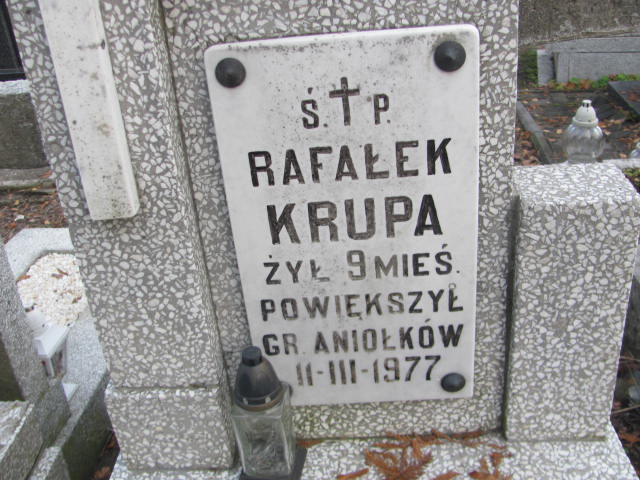 Ś.†P.
RAFAŁEK
KRUPA
ŻYŁ 9 MIEŚ.
POWIĘKSZYŁ
GR. ANIOŁKÓW
11-III-1977